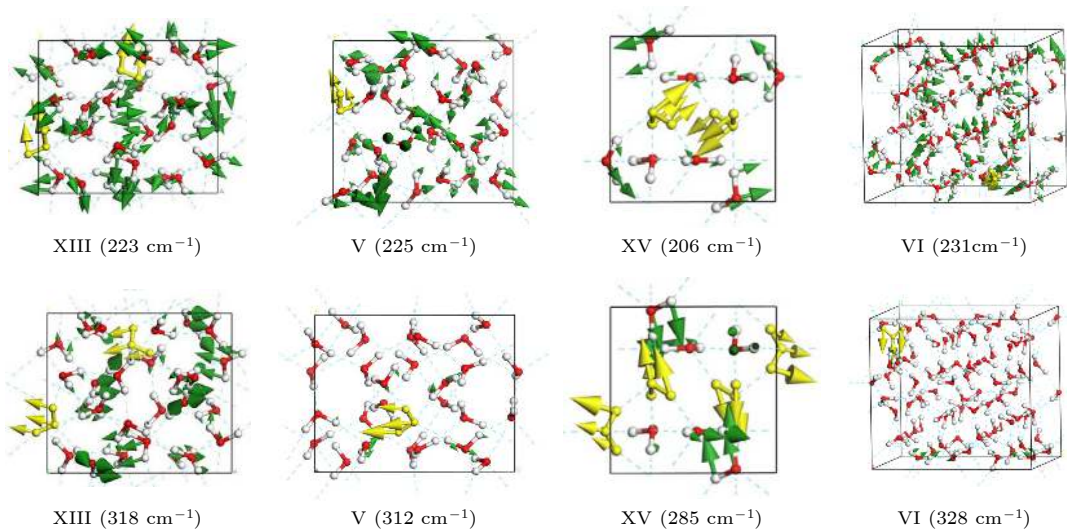 XIII (223 cm⁻¹)
V (225 cm⁻¹)
XV (206 cm⁻¹)
VI (231cm⁻¹)
XIII (318 cm⁻¹)
V (312 cm⁻¹)
XV (285 cm⁻¹)
VI (328 cm⁻¹)